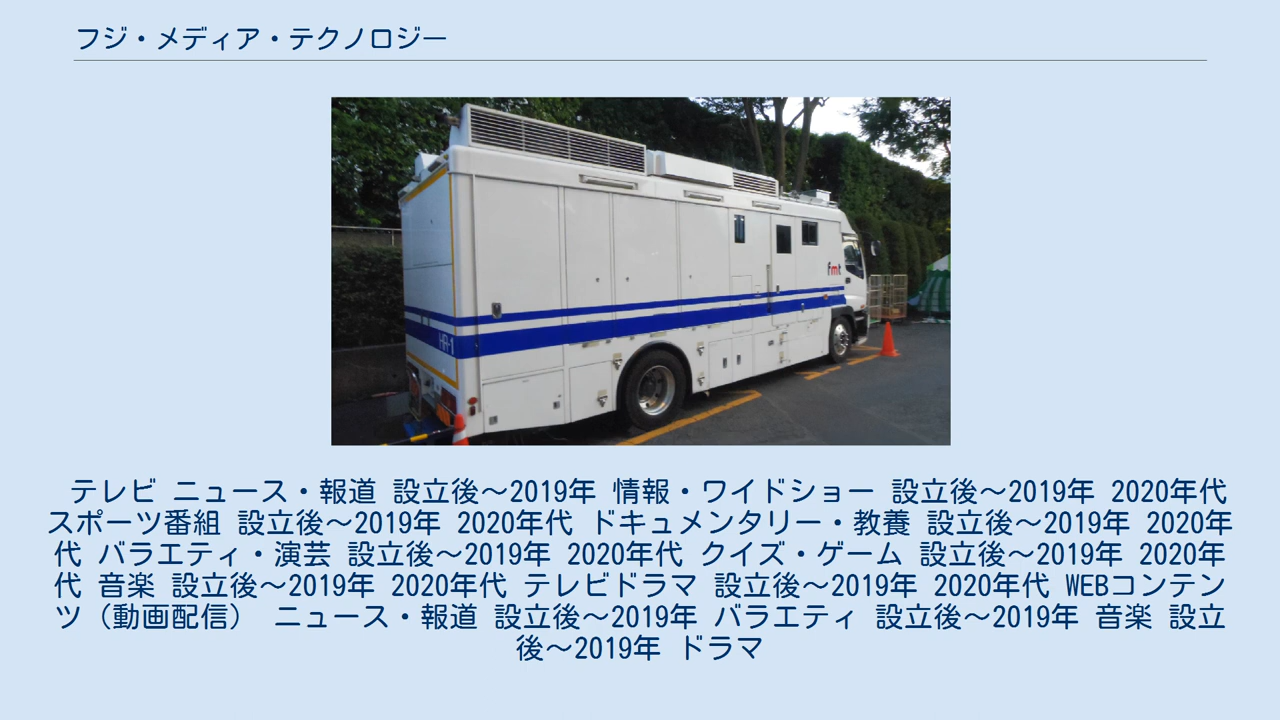 フジ・メディア・テクノロジー
fmt
HR-1
テレビ ニュース・報道 設立後～2019年 情報・ワイドショー 設立後～2019年 2020年代
スポーツ番組 設立後～2019年 2020年代 ドキュメンタリー・教養 設立後～2019年 2020年
代 バラエティ・演芸 設立後～2019年 2020年代 クイズ・ゲーム 設立後～2019年 2020年
代 音楽 設立後～2019年 2020年代 テレビドラマ 設立後～2019年 2020年代 WEBコンテン
ツ（動画配信） ニュース・報道 設立後～2019年 バラエティ 設立後～2019年 音楽 設立
後～2019年 ドラマ